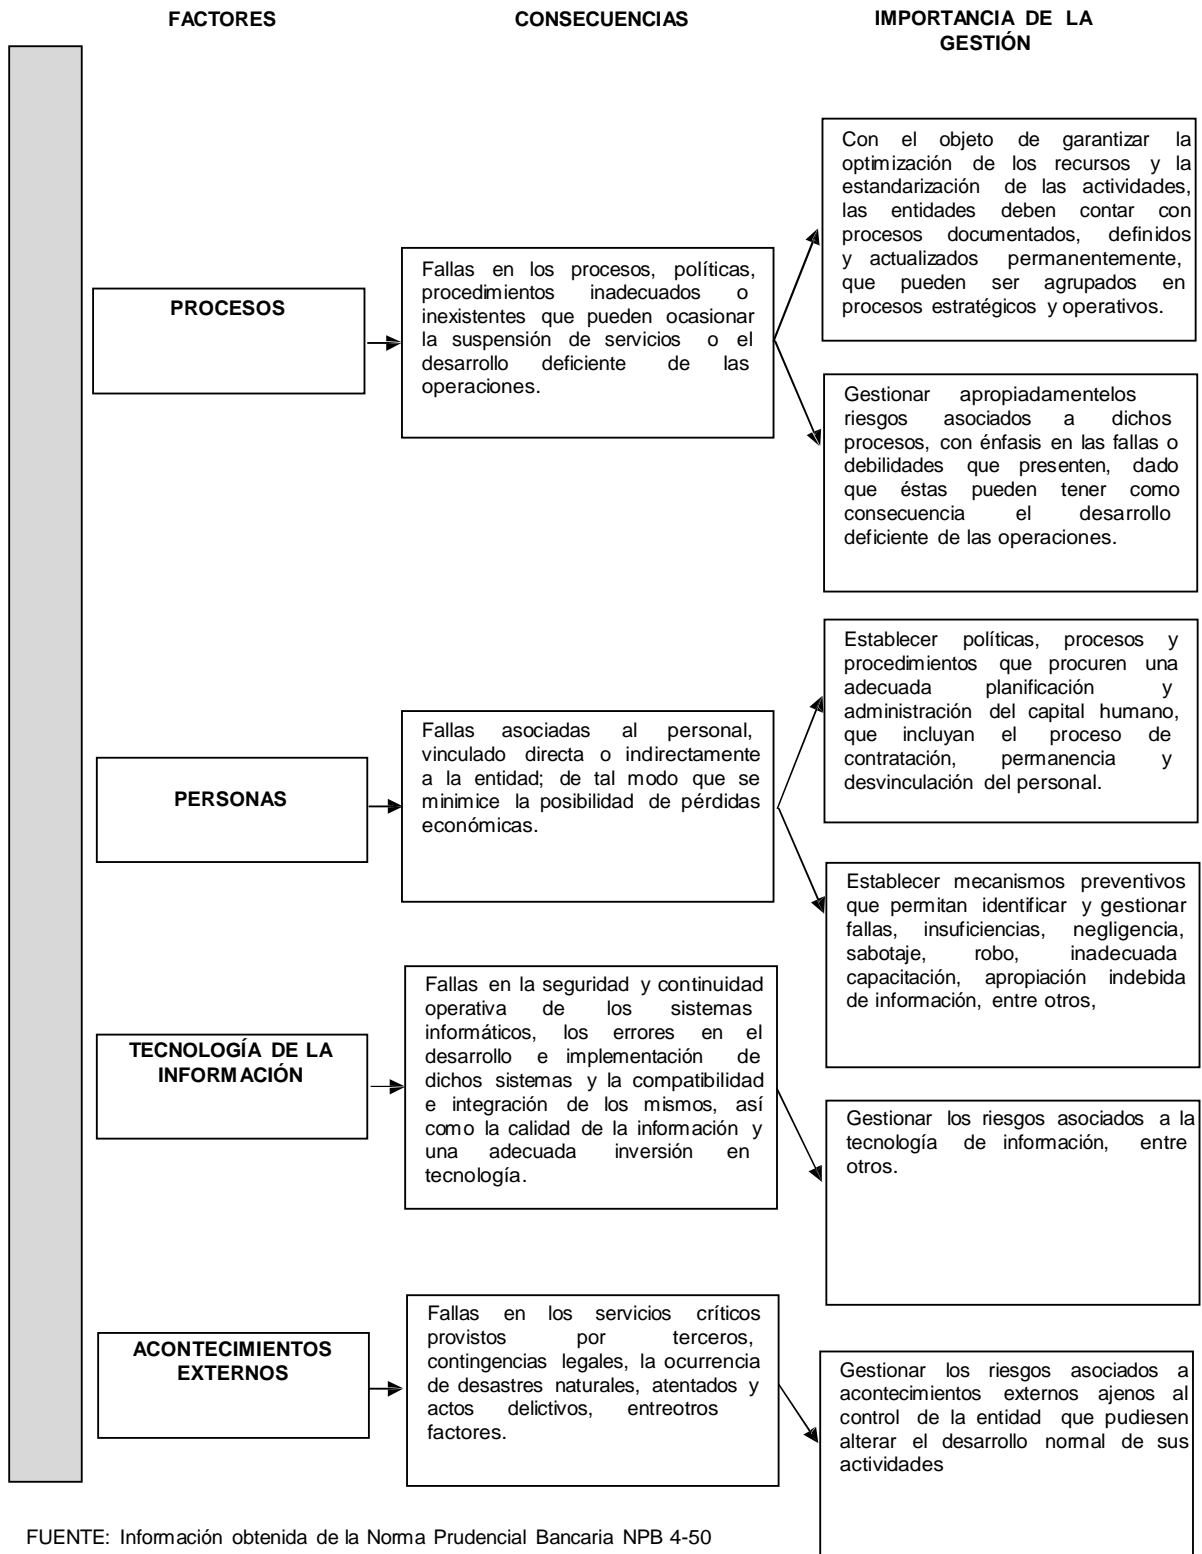 FACTORES
CONSECUENCIAS
IMPORTANCIA DE LA
GESTIÓN
PROCESOS
Fallas en los procesos, políticas,
procedimientos inadecuados o
inexistentes que pueden ocasionar
la suspensión de servicios o el
desarrollo deficiente de las
operaciones.
Con el objeto de garantizar la
optimización de los recursos y la
estandarización de las actividades,
las entidades deben contar con
procesos documentados, definidos
y actualizados permanentemente,
que pueden ser agrupados en
procesos estratégicos y operativos.
Gestionar apropiadamentelos
riesgos asociados a dichos
procesos, con énfasis en las fallas o
debilidades que presenten, dado
que éstas pueden tener como
consecuencia el desarrollo
deficiente de las operaciones.
PERSONAS
Fallas asociadas al personal,
vinculado directa o indirectamente
a la entidad; de tal modo que se
minimice la posibilidad de pérdidas
económicas.
Establecer políticas, procesos y
procedimientos que procuren una
adecuada planificación y
administración del capital humano,
que incluyan el proceso de
contratación, permanencia y
desvinculación del personal.
Establecer mecanismos preventivos
que permitan identificar y gestionar
fallas, insuficiencias, negligencia,
sabotaje, robo, inadecuada
capacitación, apropiación indebida
de información, entre otros,
TECNOLOGÍA DE LA
INFORMACIÓN
Fallas en la seguridad y continuidad
operativa de los sistemas
informáticos, los errores en el
desarrollo e implementación de
dichos sistemas y la compatibilidad
e integración de los mismos, así
como la calidad de la información y
una adecuada inversión en
tecnología.
Gestionar los riesgos asociados a la
tecnología de información, entre
otros.
ACONTECIMIENTOS
EXTERNOS
Fallas en los servicios críticos
provistos por terceros,
contingencias legales, la ocurrencia
de desastres naturales, atentados y
actos delictivos, entreotros
factores.
Gestionar los riesgos asociados a
acontecimientos externos ajenos al
control de la entidad que pudiesen
alterar el desarrollo normal de sus
actividades
FUENTE: Información obtenida de la Norma Prudencial Bancaria NPB 4-50